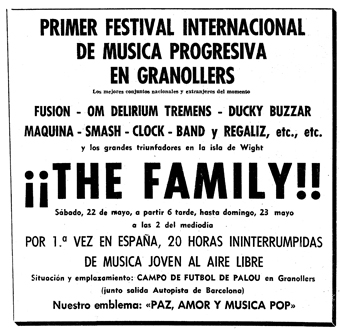 PRIMER FESTIVAL INTERNACIONAL
DE MUSICA PROGRESIVA
EN GRANOLLERS
Los mejores conjuntos nacionales y extranjeros del momento
FUSION - OM DELIRIUM TREMENS - DUCKY BUZZAR
MAQUINA - SMASH - CLOCK - BAND y REGALIZ, etc., etc.
y los grandes triunfadores en la isla de Wight
¡¡THE FAMILY!!
Sábado, 22 de mayo, a partir 6 tarde, hasta domingo, 23 mayo
a las 2 del mediodía
POR 1.ª VEZ EN ESPAÑA, 20 HORAS ININTERRUMPIDAS
DE MUSICA JOVEN AL AIRE LIBRE
Situación y emplazamiento: CAMPO DE FUTBOL DE PALOU en Granollers
(junto salida Autopista de Barcelona)
Nuestro emblema: «PAZ, AMOR Y MUSICA POP»